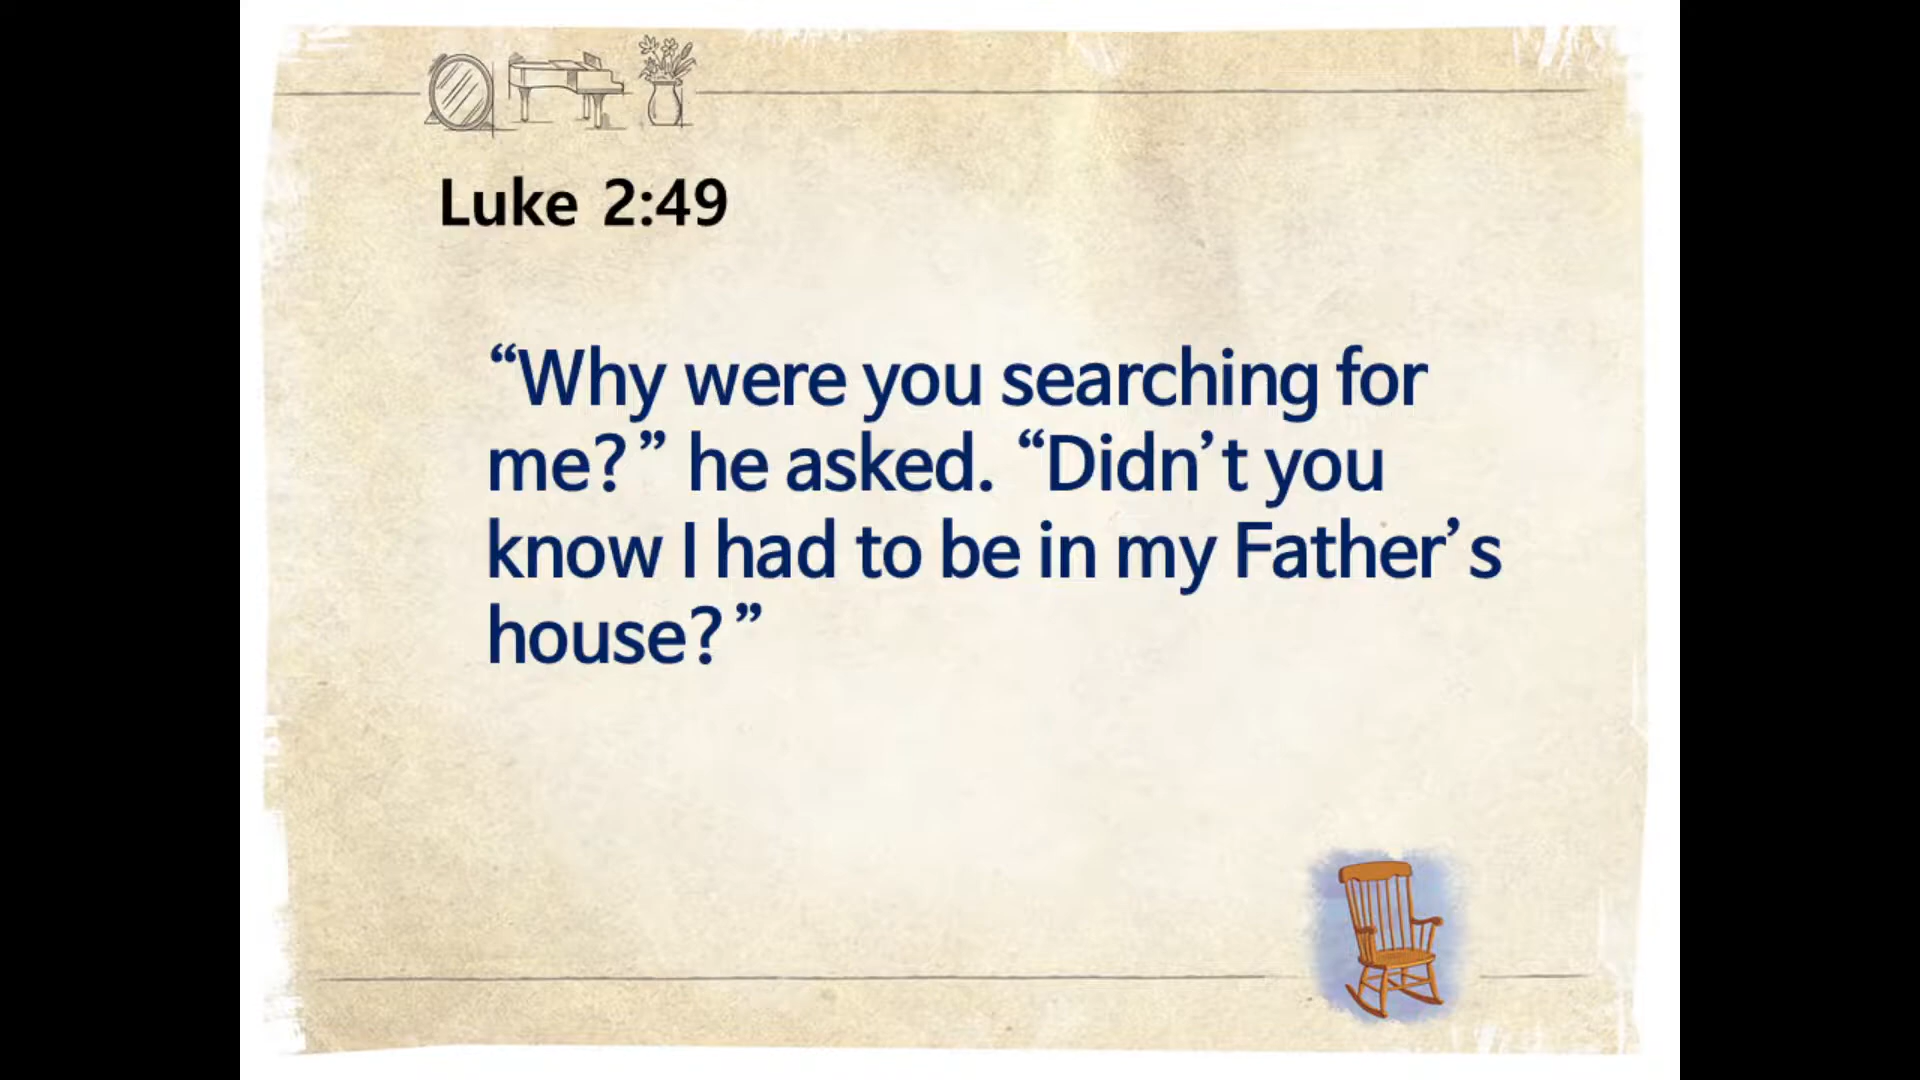 Luke 2:49
“Why were you searching for
me?” he asked. “Didn’t you
know I had to be in my Father’s
house?”